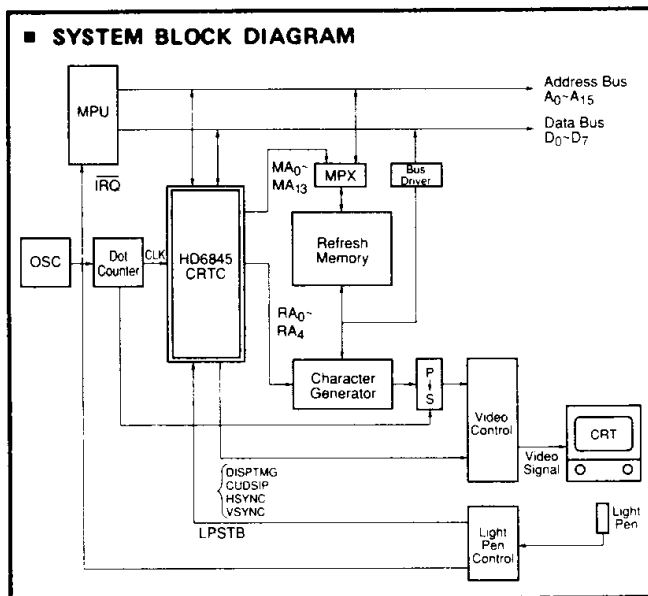 ■ SYSTEM BLOCK DIAGRAM
MPU
Address Bus
A0~A15
Data Bus
D0~D7
IRQ
MA0~
MA13
MPX
Bus
Driver
OSC
Dot
Counter
CLK
HD6845
CRTC
Refresh
Memory
RA0~
RA4
Character
Generator
P
S
Video
Control
CRT
Video
Signal
DISPTMG
CUDSIP
HSYNC
VSYNC
LPSTB
Light
Pen
Control
Light
Pen